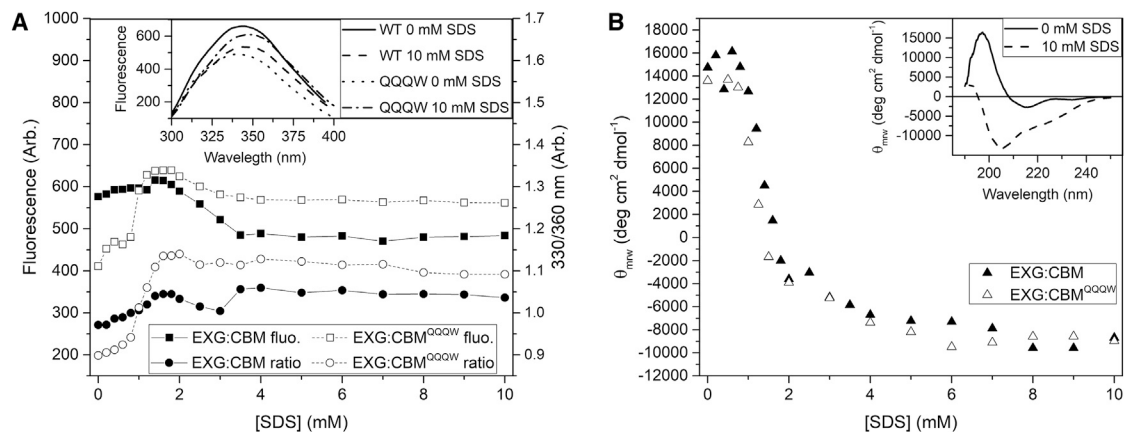 A
1000
900
800
700
600
500
400
300
200
Fluorescence (Arb.)
1.7
1.6
1.5
1.4
1.3
1.2
1.1
1.0
0.9
330/360 nm (Arb.)
0 2 4 6 8 10
[SDS] (mM)
600
400
200
Fluorescence
300 325 350 375 400
Wavelegth (nm)
WT 0 mM SDS
WT 10 mM SDS
QQQW 0 mM SDS
QQQW 10 mM SDS
EXG:CBM fluo. EXG:CBM^QQQW fluo.
EXG:CBM ratio EXG:CBM^QQQW ratio
B
18000
16000
14000
12000
10000
8000
6000
4000
2000
0
-2000
-4000
-6000
-8000
-10000
-12000
θmrw (deg cm² dmol⁻¹)
0 2 4 6 8 10
[SDS] (mM)
0 mM SDS
10 mM SDS
15000
10000
5000
0
-5000
-10000
θmrw (deg cm² dmol⁻¹)
200 220 240
Wavelength (nm)
EXG:CBM
EXG:CBM^QQQW